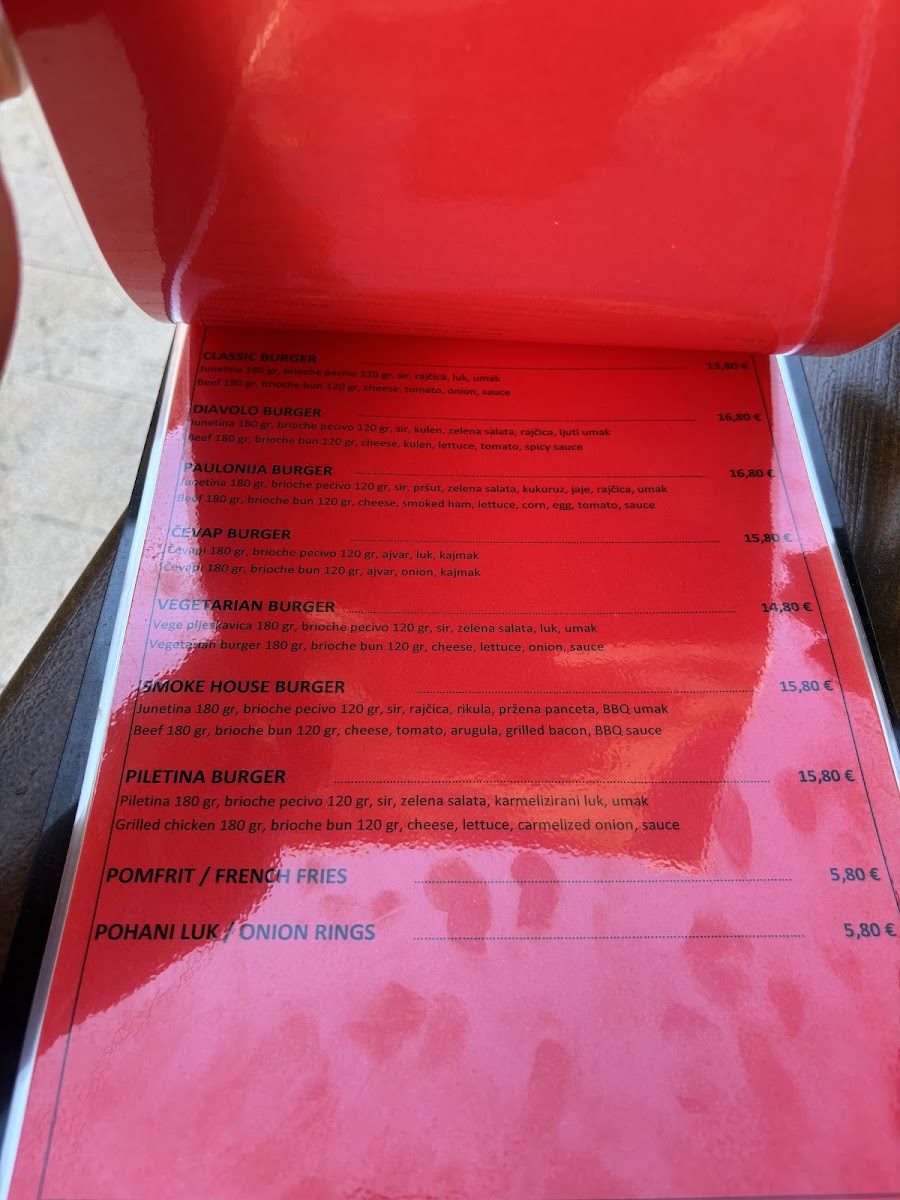 CLASSIC BURGER ........ 13,80 €
Junetina 180 gr, brioche pecivo 120 gr, sir, rajčica, luk, umak
Beef 180 gr, brioche bun 120 gr, cheese, tomato, onion, sauce
DIAVOLO BURGER ........ 16,80 €
Junetina 180 gr, brioche pecivo 120 gr, sir, kulen, zelena salata, rajčica, ljuti umak
Beef 180 gr, brioche bun 120 gr, cheese, kulen, lettuce, tomato, spicy sauce
PAULONIJA BURGER ........ 16,80 €
Junetina 180 gr, brioche pecivo 120 gr, sir, pršut, zelena salata, kukuruz, jaje, rajčica, umak
Beef 180 gr, brioche bun 120 gr, cheese, smoked ham, lettuce, corn, egg, tomato, sauce
ČEVAP BURGER ........ 15,80 €
Čevapi 180 gr, brioche pecivo 120 gr, ajvar, luk, kajmak
Čevapi 180 gr, brioche bun 120 gr, ajvar, onion, kajmak
VEGETARIAN BURGER ........ 14,80 €
Vege pljeskavica 180 gr, brioche pecivo 120 gr, sir, zelena salata, luk, umak
Vegetarian burger 180 gr, brioche bun 120 gr, cheese, lettuce, onion, sauce
SMOKE HOUSE BURGER ........ 15,80 €
Junetina 180 gr, brioche pecivo 120 gr, sir, rajčica, rikula, pržena panceta, BBQ umak
Beef 180 gr, brioche bun 120 gr, cheese, tomato, arugula, grilled bacon, BBQ sauce
PILETINA BURGER ........ 15,80 €
Piletina 180 gr, brioche pecivo 120 gr, sir, zelena salata, karmelizirani luk, umak
Grilled chicken 180 gr, brioche bun 120 gr, cheese, lettuce, carmelized onion, sauce
POMFRIT / FRENCH FRIES ........ 5,80 €
POHANI LUK / ONION RINGS ........ 5,80 €